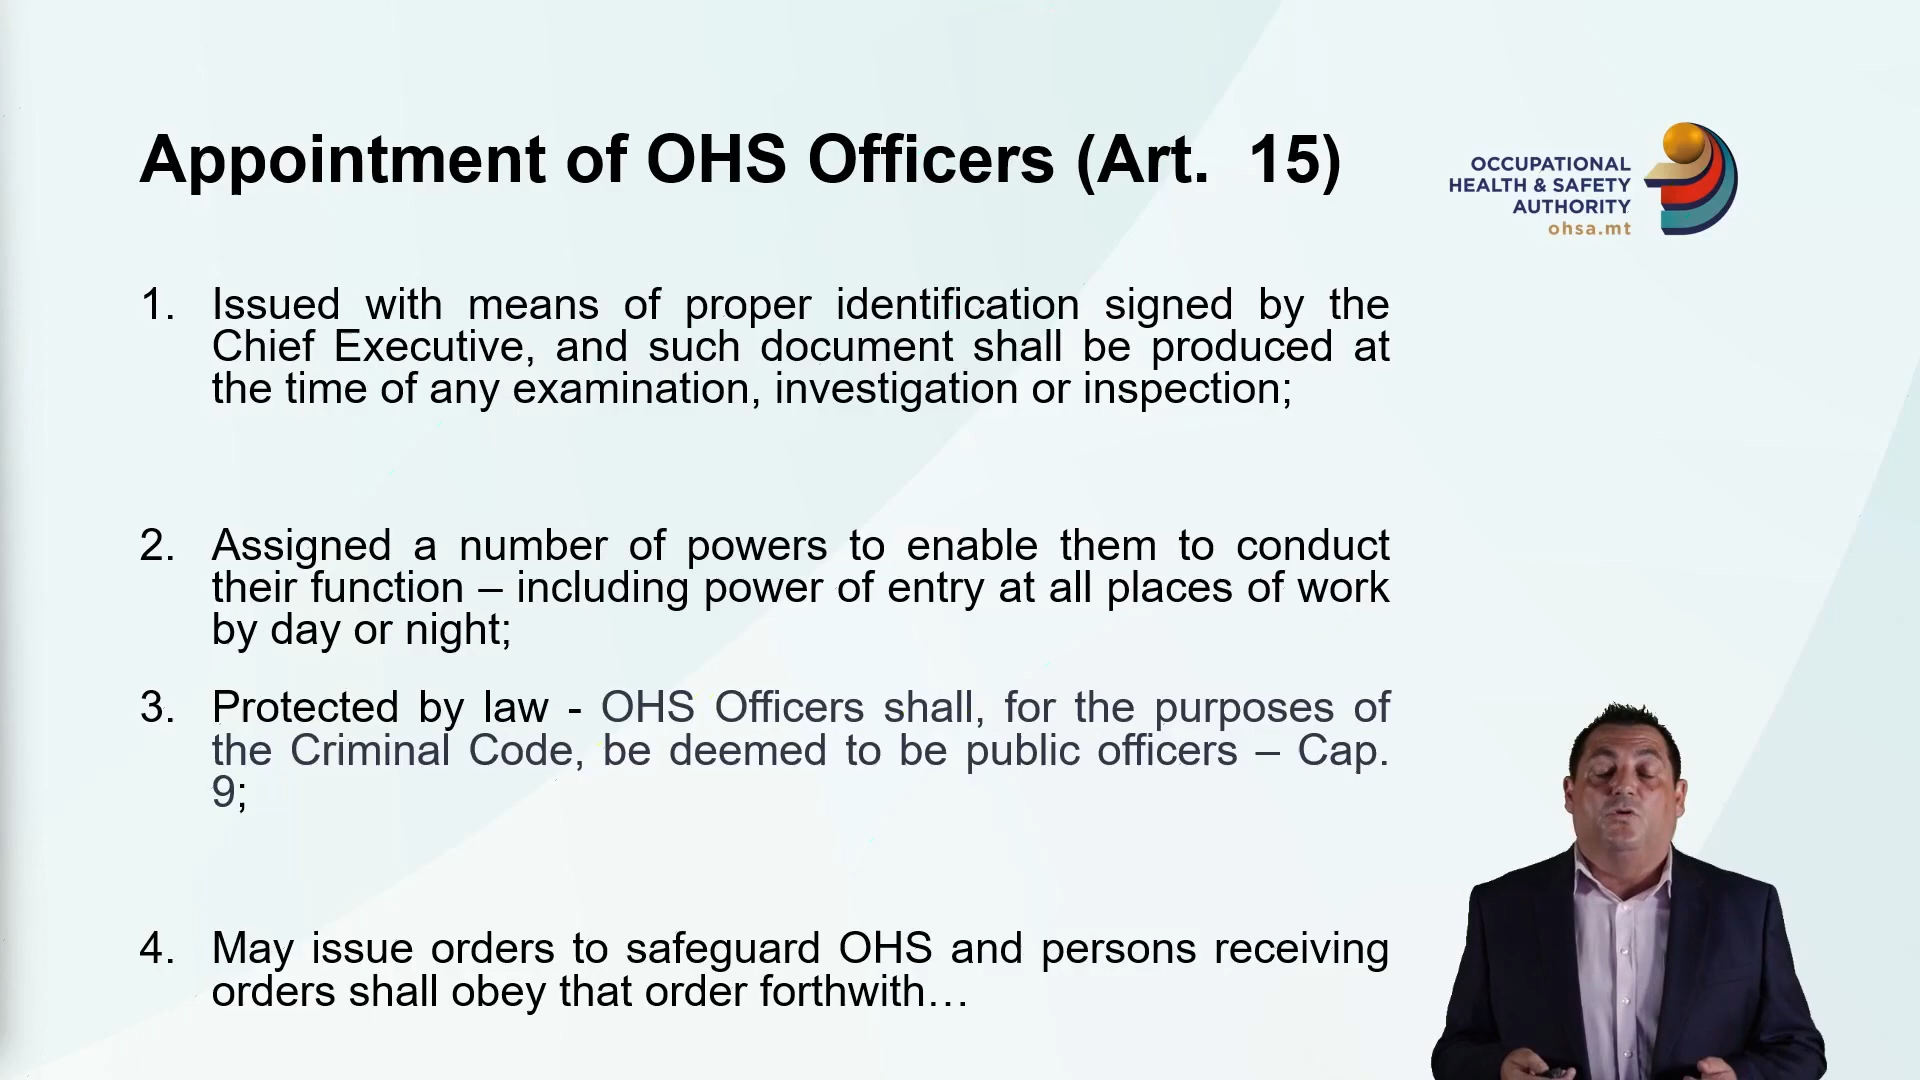 Appointment of OHS Officers (Art. 15)
OCCUPATIONAL
HEALTH & SAFETY
AUTHORITY
ohsa.mt
1. Issued with means of proper identification signed by the
Chief Executive, and such document shall be produced at
the time of any examination, investigation or inspection;
2. Assigned a number of powers to enable them to conduct
their function – including power of entry at all places of work
by day or night;
3. Protected by law - OHS Officers shall, for the purposes of
the Criminal Code, be deemed to be public officers – Cap.
9;
4. May issue orders to safeguard OHS and persons receiving
orders shall obey that order forthwith…